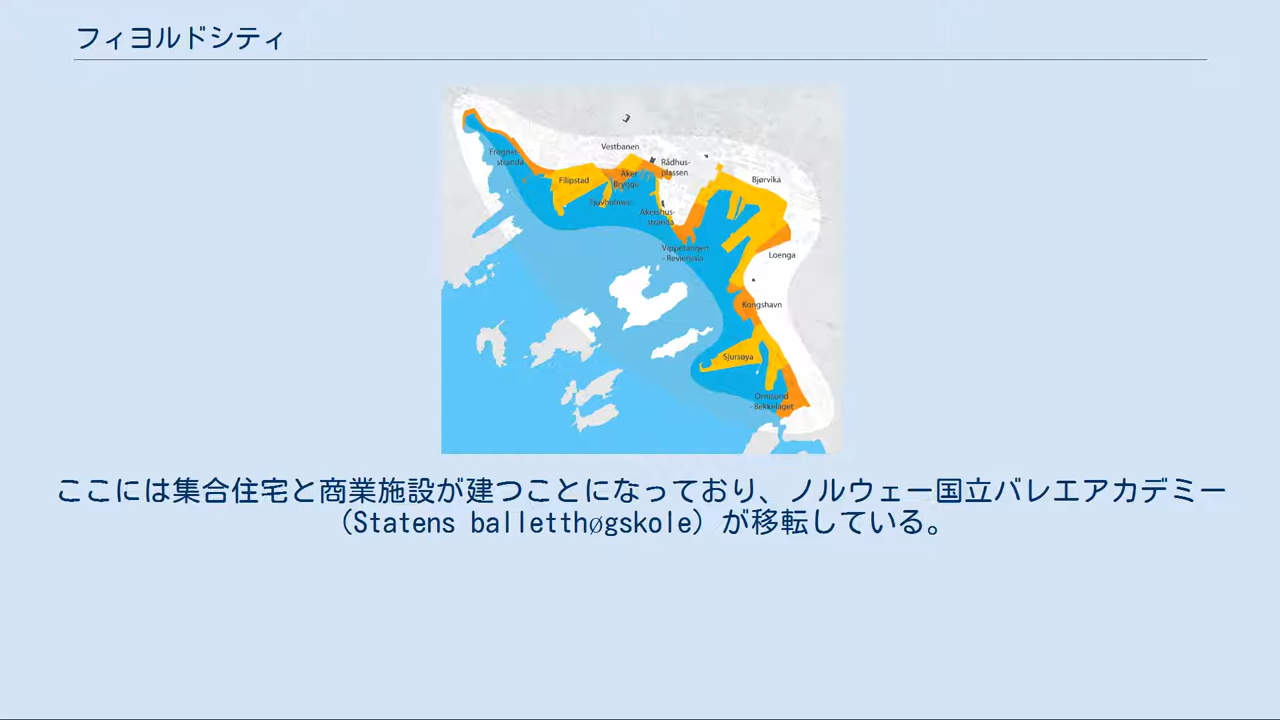 フィヨルドシティ
Vestbanen
Frogner-
stranda
Rådhus-
plassen
Filipstad
Aker
Brygge
Bjørvika
Tjuvholmen
Akershus-
stranda
Vippetangen
- Revierkaia
Loenga
Kongshavn
Sjursøya
Ormsund
- Bekkelaget
ここには集合住宅と商業施設が建つことになっており、ノルウェー国立バレエアカデミー
(Statens balletthøgskole) が移転している。